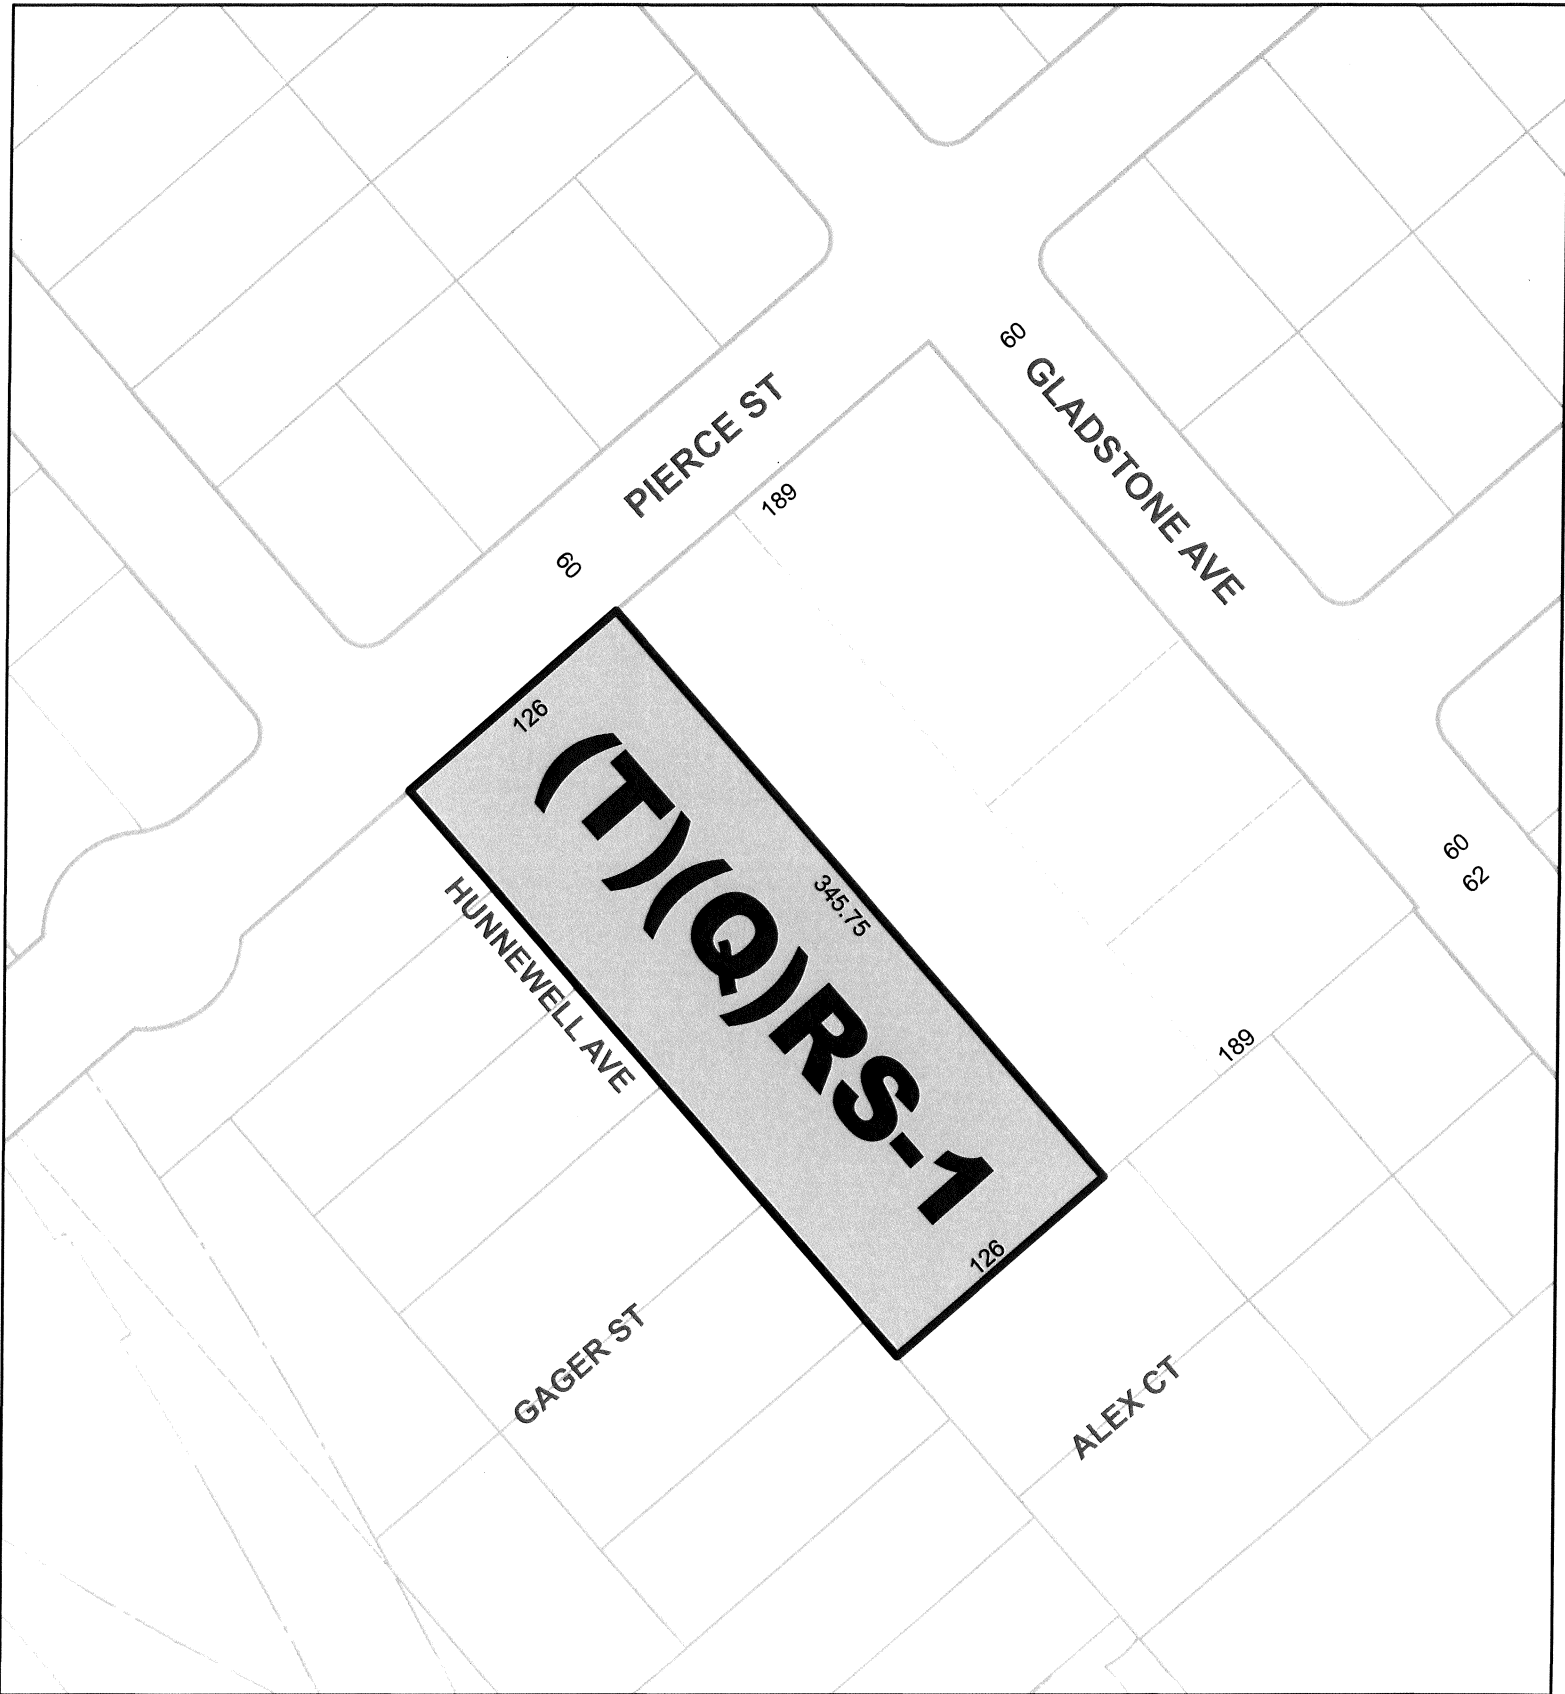 60
GLADSTONE AVE
PIERCE ST
189
60
126
(T)(Q)RS-1
345.75
HUNNEWELL AVE
60
62
189
126
GAGER ST
ALEX CT